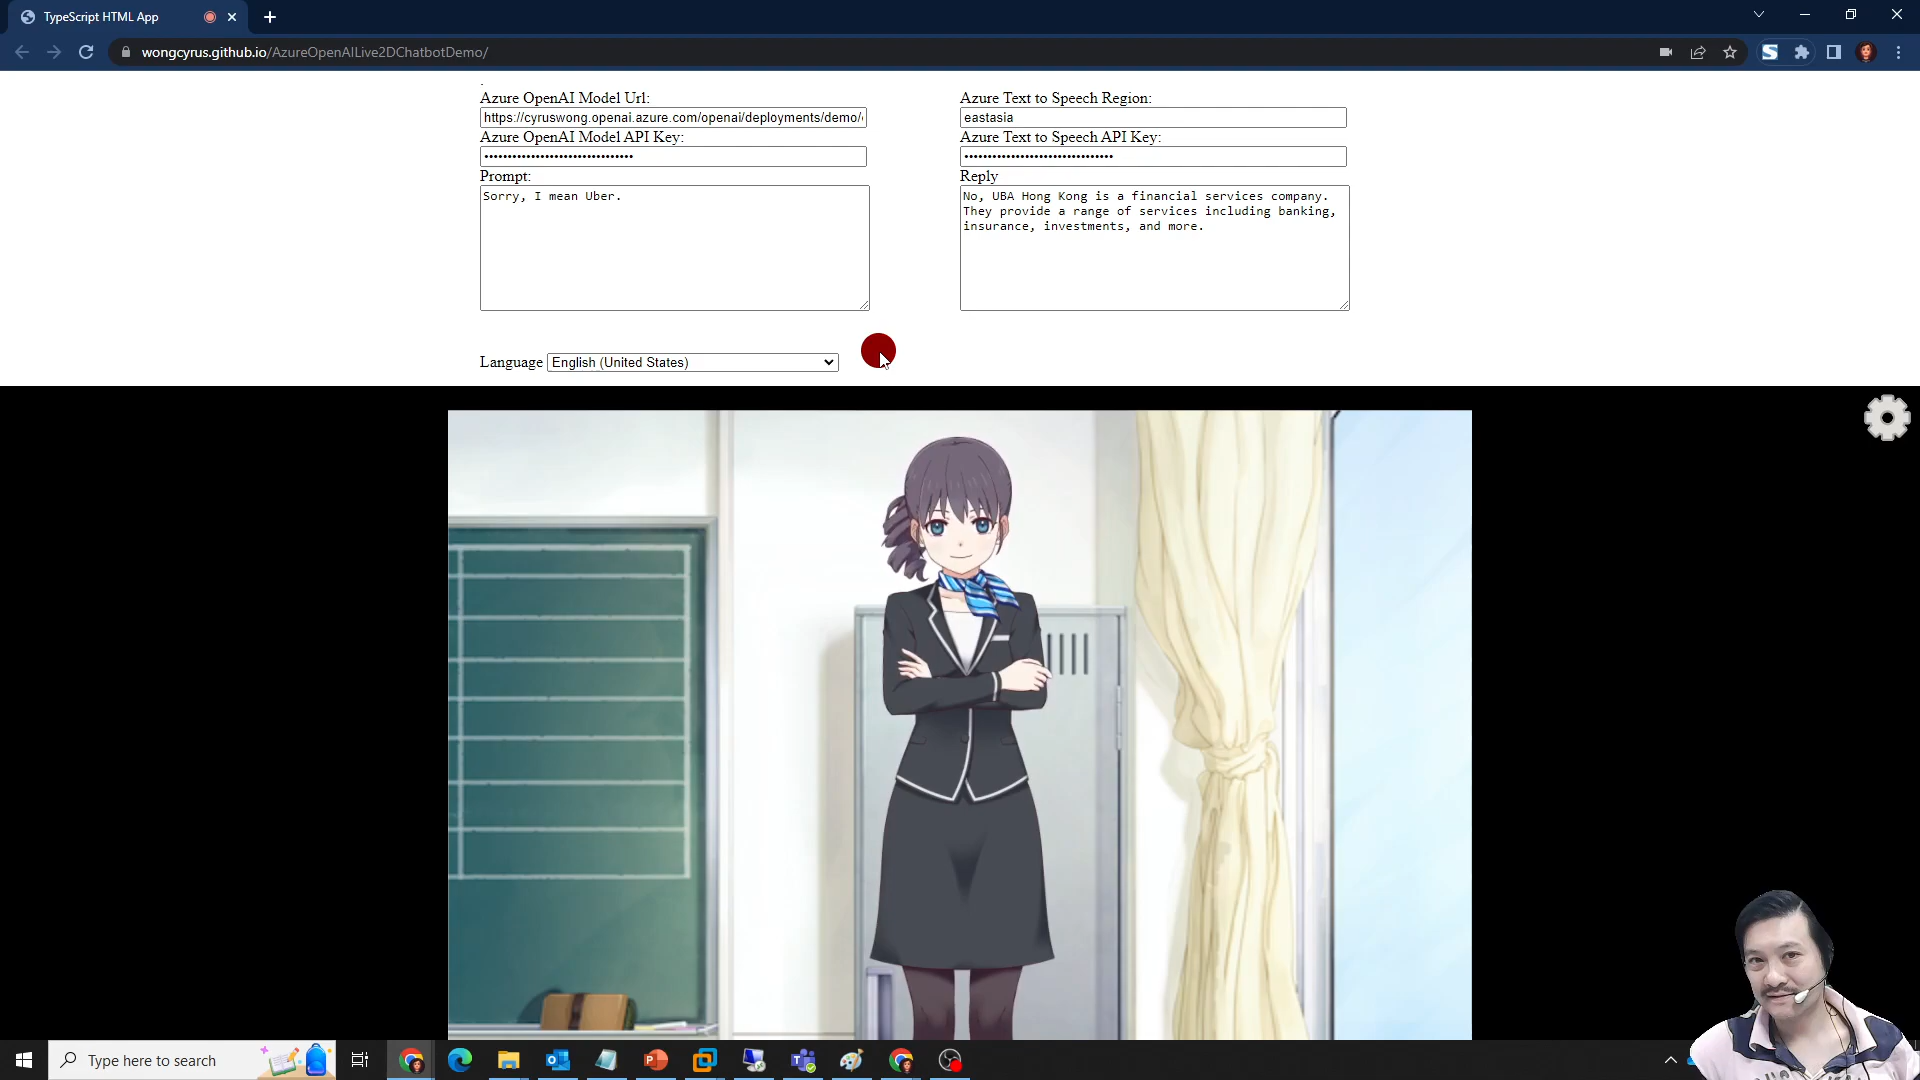 TypeScript HTML App
wongcyrus.github.io/AzureOpenAILive2DChatbotDemo/
Azure OpenAI Model Url:
https://cyruswong.openai.azure.com/openai/deployments/demo/
Azure OpenAI Model API Key:
Prompt:
Sorry, I mean Uber.
Azure Text to Speech Region:
eastasia
Azure Text to Speech API Key:
Reply
No, UBA Hong Kong is a financial services company.
They provide a range of services including banking,
insurance, investments, and more.
Language English (United States)
Type here to search